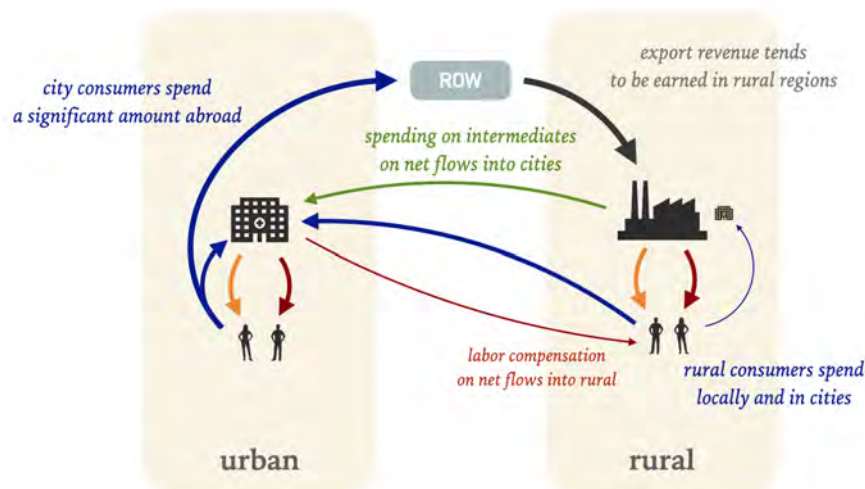 city consumers spend
a significant amount abroad
ROW
export revenue tends
to be earned in rural regions
spending on intermediates
on net flows into cities
labor compensation
on net flows into rural
rural consumers spend
locally and in cities
urban
rural